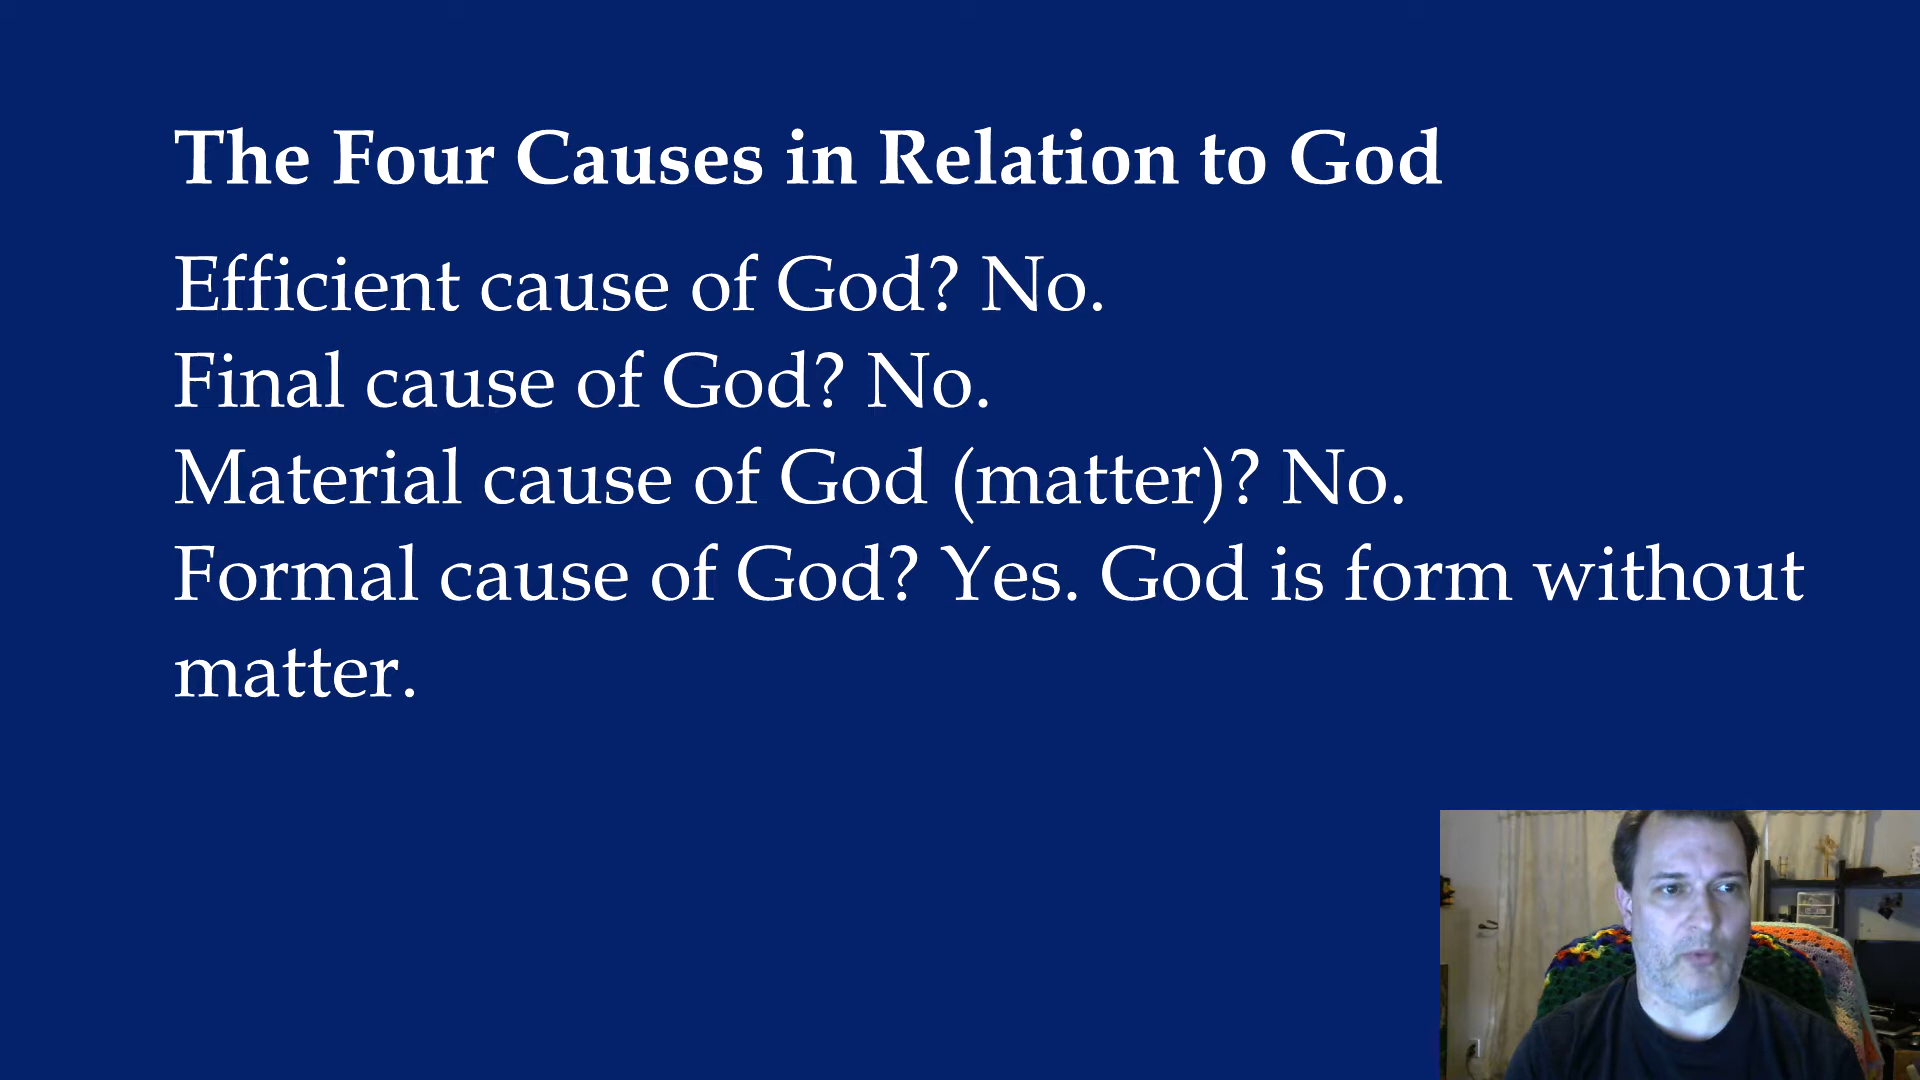 The Four Causes in Relation to God
Efficient cause of God? No.
Final cause of God? No.
Material cause of God (matter)? No.
Formal cause of God? Yes. God is form without
matter.